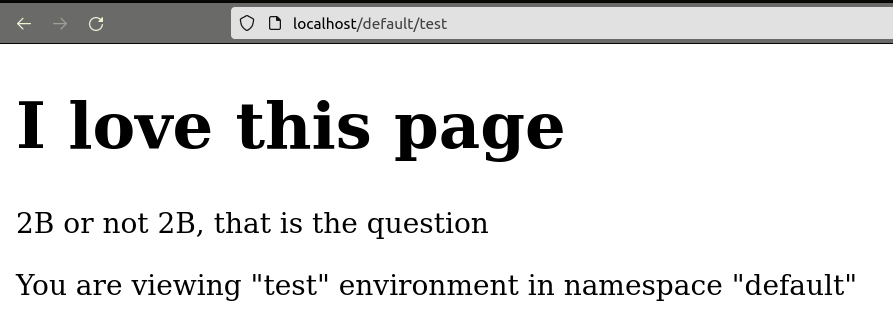 localhost/default/test
I love this page
2B or not 2B, that is the question
You are viewing "test" environment in namespace "default"